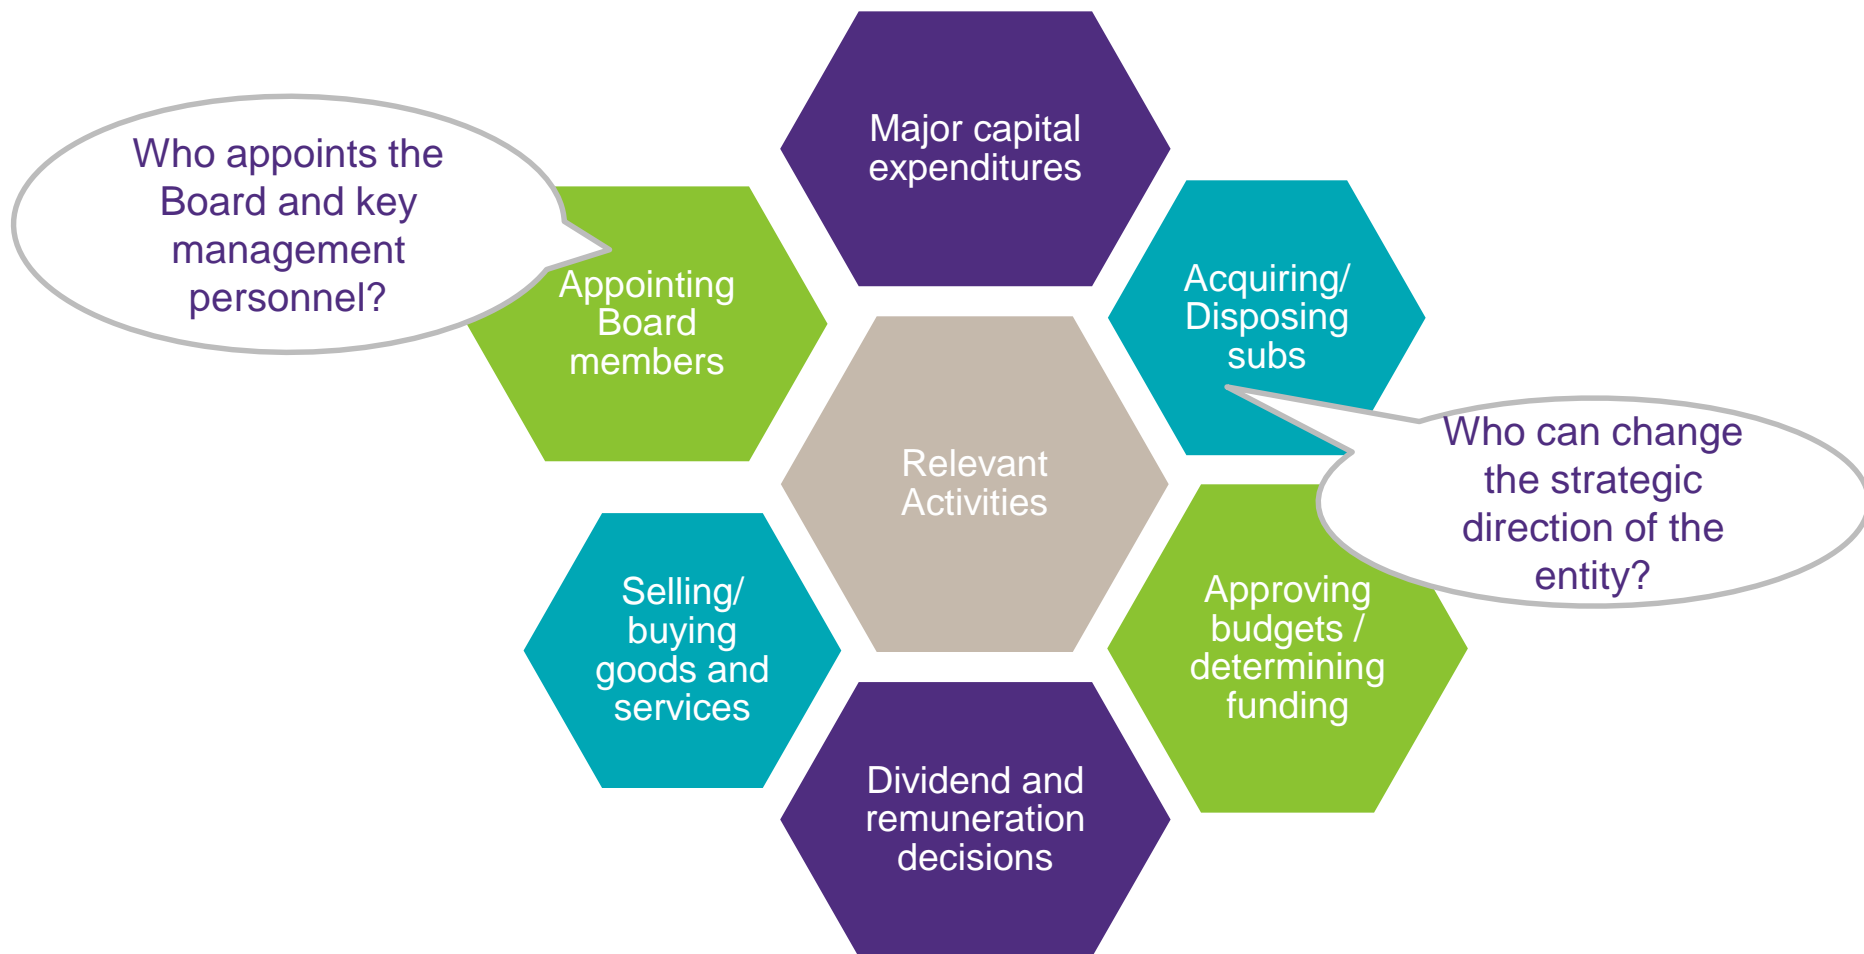 Major capital
expenditures
Who appoints the
Board and key
management
personnel?
Appointing
Board
members
Acquiring/
Disposing
subs
Who can change
the strategic
direction of the
entity?
Relevant
Activities
Selling/
buying
goods and
services
Approving
budgets /
determining
funding
Dividend and
remuneration
decisions